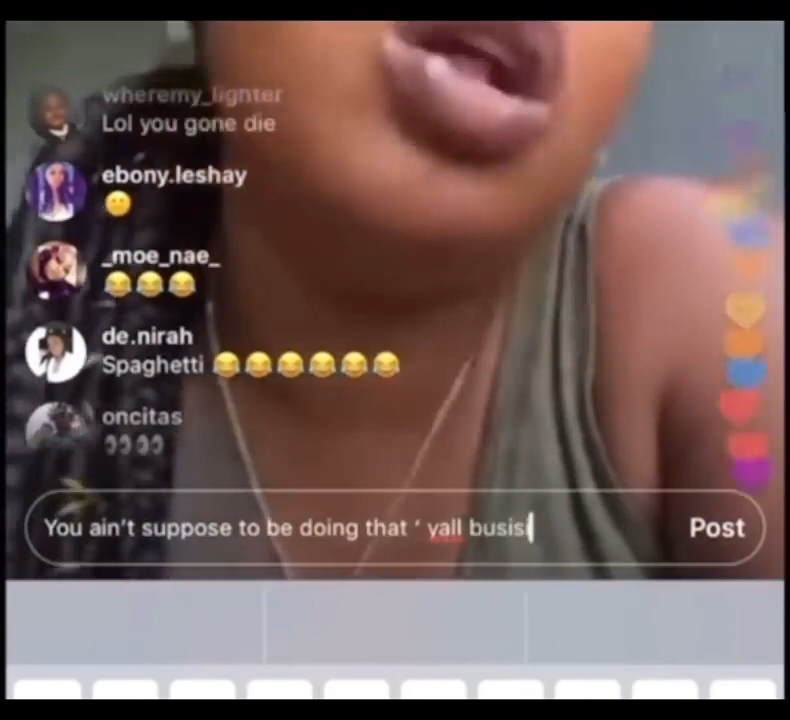 wheremy_lighter
Lol you gone die
ebony.leshay
😐
_moe_nae_
😂😂😂
de.nirah
Spaghetti 😂😂😂😂😂😂
oncitas
👀👀
You ain't suppose to be doing that ‘ yall busisi
Post